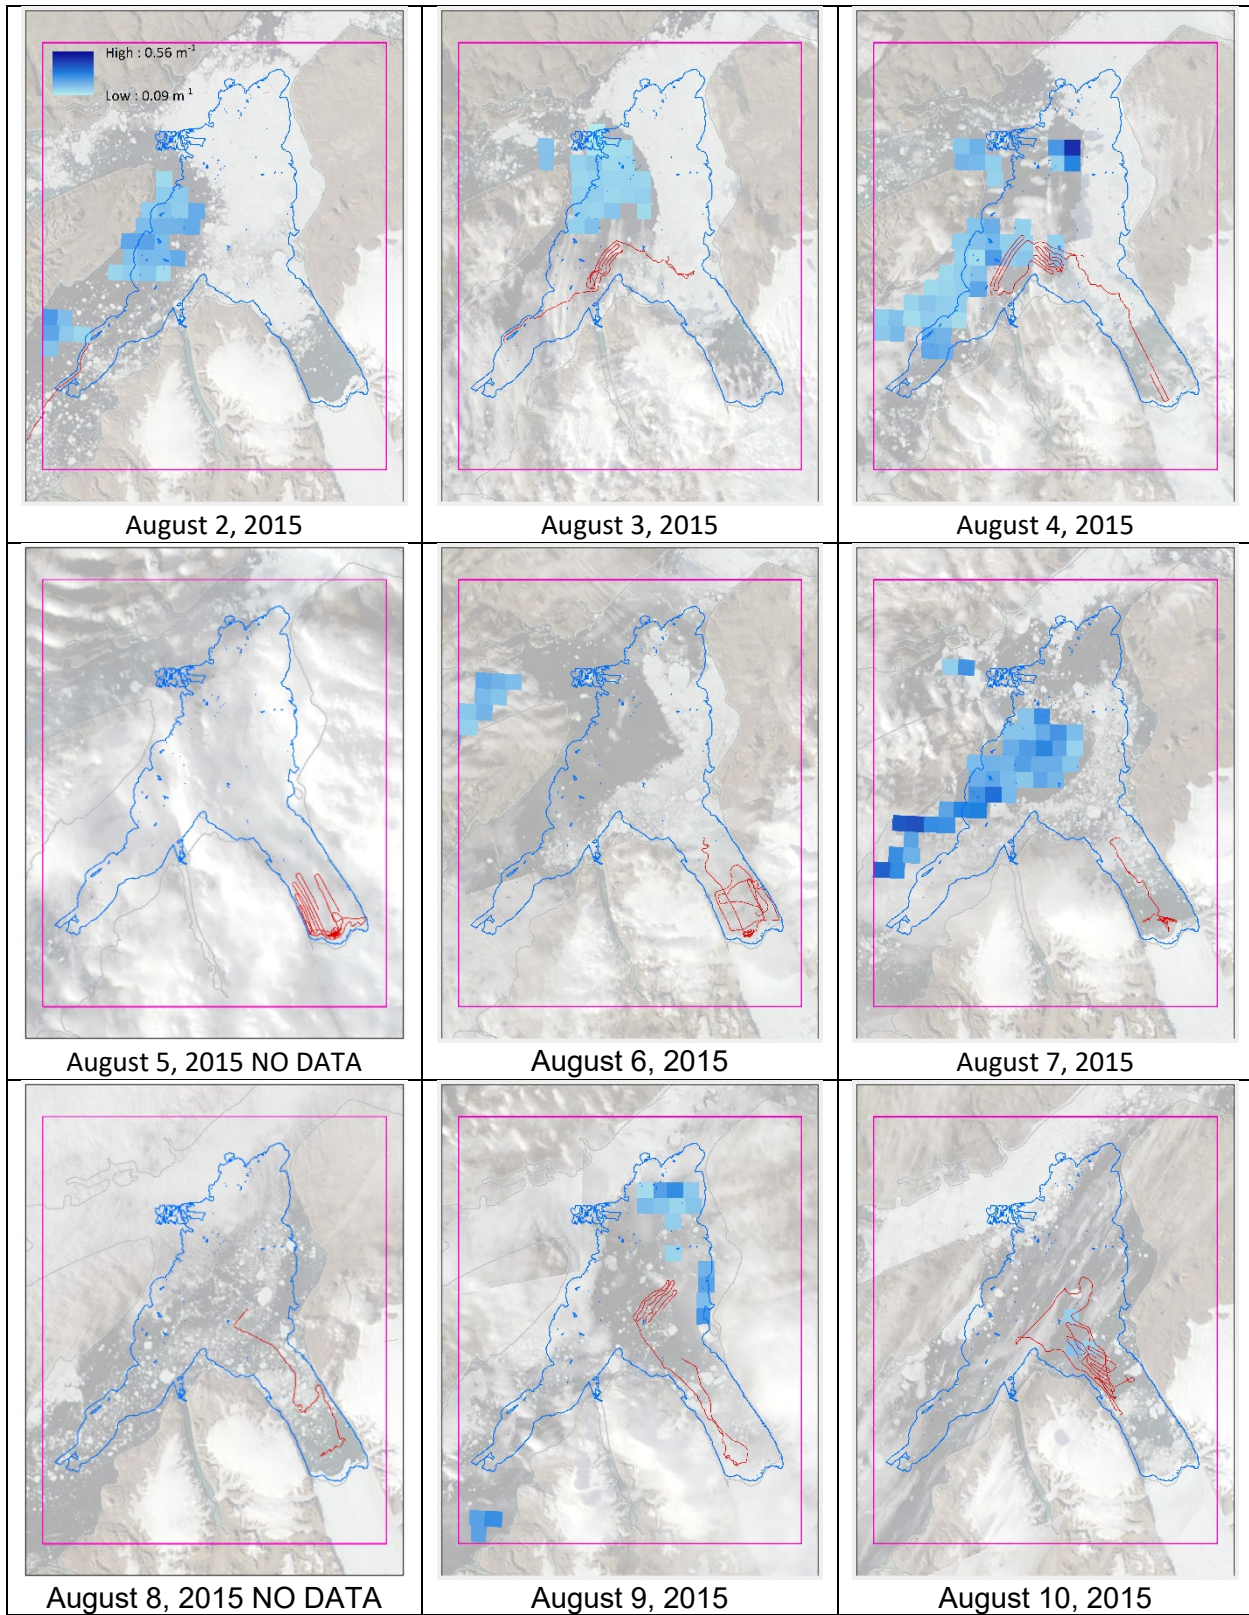 High : 0.56 m⁻¹
Low : 0.09 m⁻¹
August 2, 2015
August 3, 2015
August 4, 2015
August 5, 2015 NO DATA
August 6, 2015
August 7, 2015
August 8, 2015 NO DATA
August 9, 2015
August 10, 2015